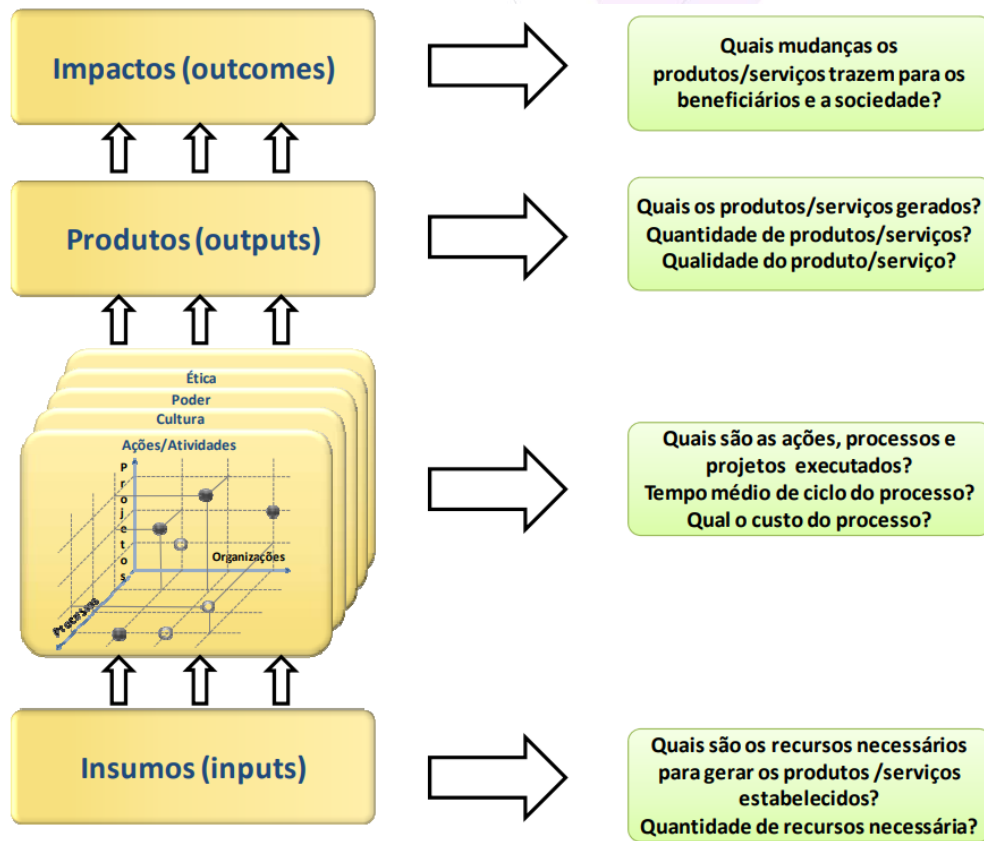 Impactos (outcomes)
Quais mudanças os
produtos/serviços trazem para os
beneficiários e a sociedade?
Produtos (outputs)
Quais os produtos/serviços gerados?
Quantidade de produtos/serviços?
Qualidade do produto/serviço?
Ética
Poder
Cultura
Ações/Atividades
Projetos
Organizações
Processos
Quais são as ações, processos e
projetos executados?
Tempo médio de ciclo do processo?
Qual o custo do processo?
Insumos (inputs)
Quais são os recursos necessários
para gerar os produtos /serviços
estabelecidos?
Quantidade de recursos necessária?